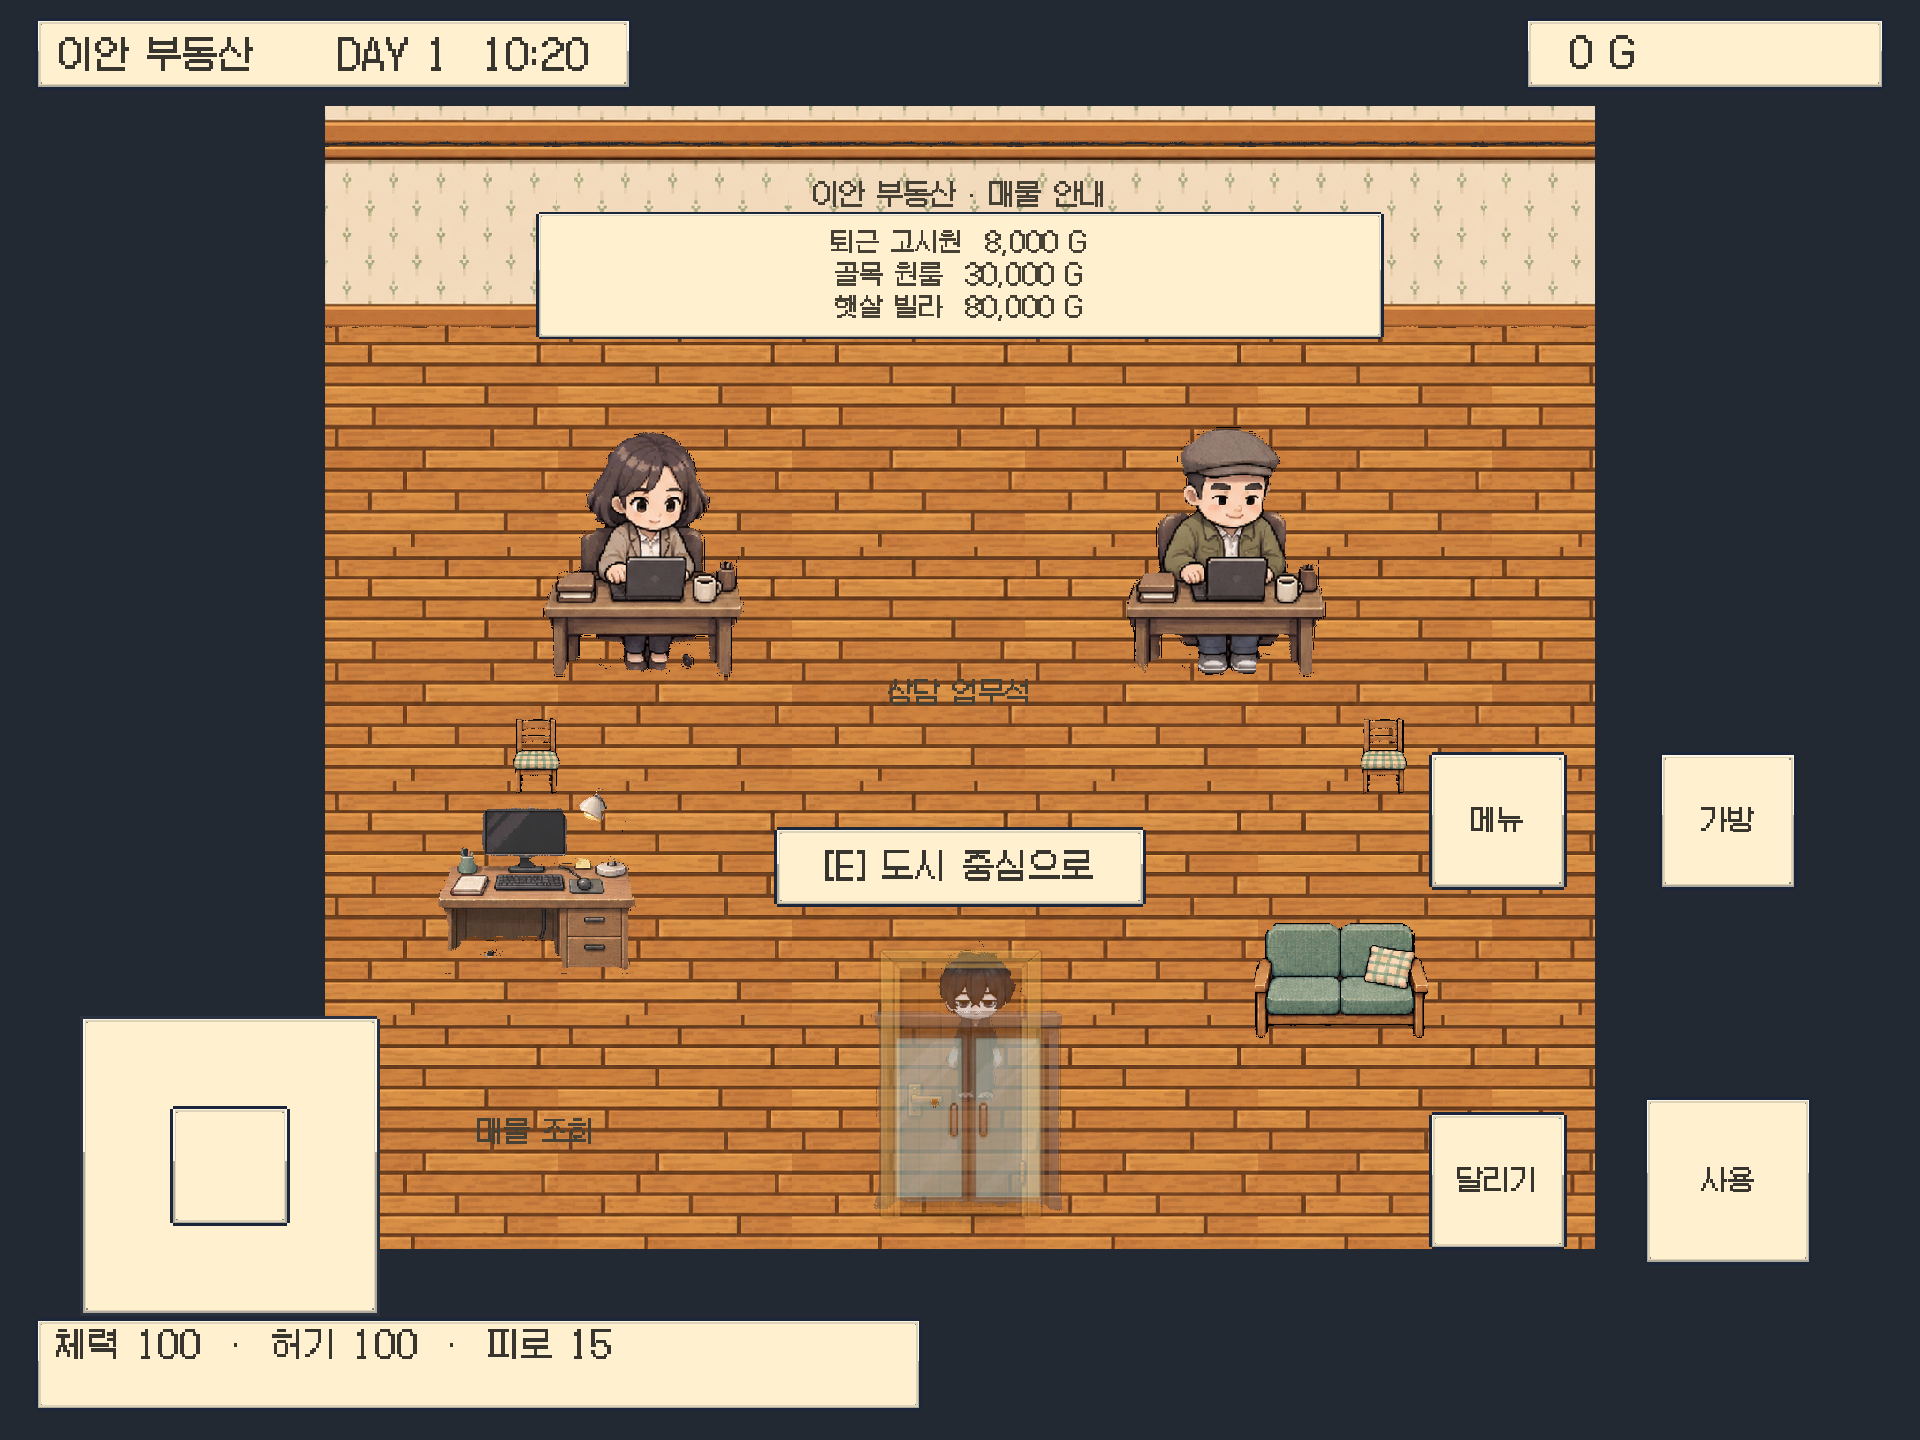 이안 부동산 DAY 1 10:20
0 G
이안 부동산 · 매물 안내
퇴근 고시원 8,000 G
골목 원룸 30,000 G
햇살 빌라 80,000 G
상담 업무석
메뉴
가방
[E] 도시 중심으로
매물 조회
달리기
사용
체력 100 · 허기 100 · 피로 15